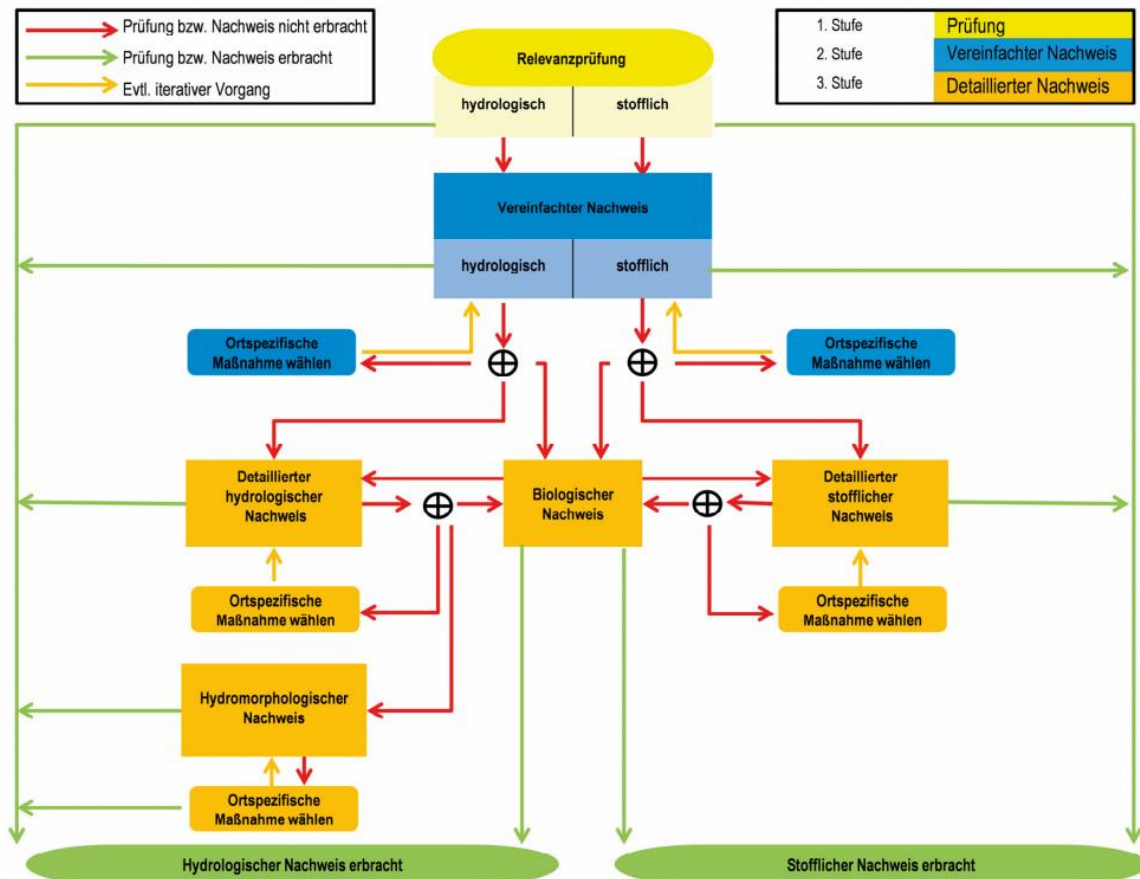 Prüfung bzw. Nachweis nicht erbracht
Prüfung bzw. Nachweis erbracht
Evtl. iterativer Vorgang
1. Stufe Prüfung
2. Stufe Vereinfachter Nachweis
3. Stufe Detaillierter Nachweis
Relevanzprüfung
hydrologisch stofflich
Vereinfachter Nachweis
hydrologisch stofflich
Ortspezifische
Maßnahme wählen
Ortspezifische
Maßnahme wählen
Detaillierter
hydrologischer
Nachweis
Biologischer
Nachweis
Detaillierter
stofflicher
Nachweis
Ortspezifische
Maßnahme wählen
Ortspezifische
Maßnahme wählen
Hydromorphologischer
Nachweis
Ortspezifische
Maßnahme wählen
Hydrologischer Nachweis erbracht
Stofflicher Nachweis erbracht